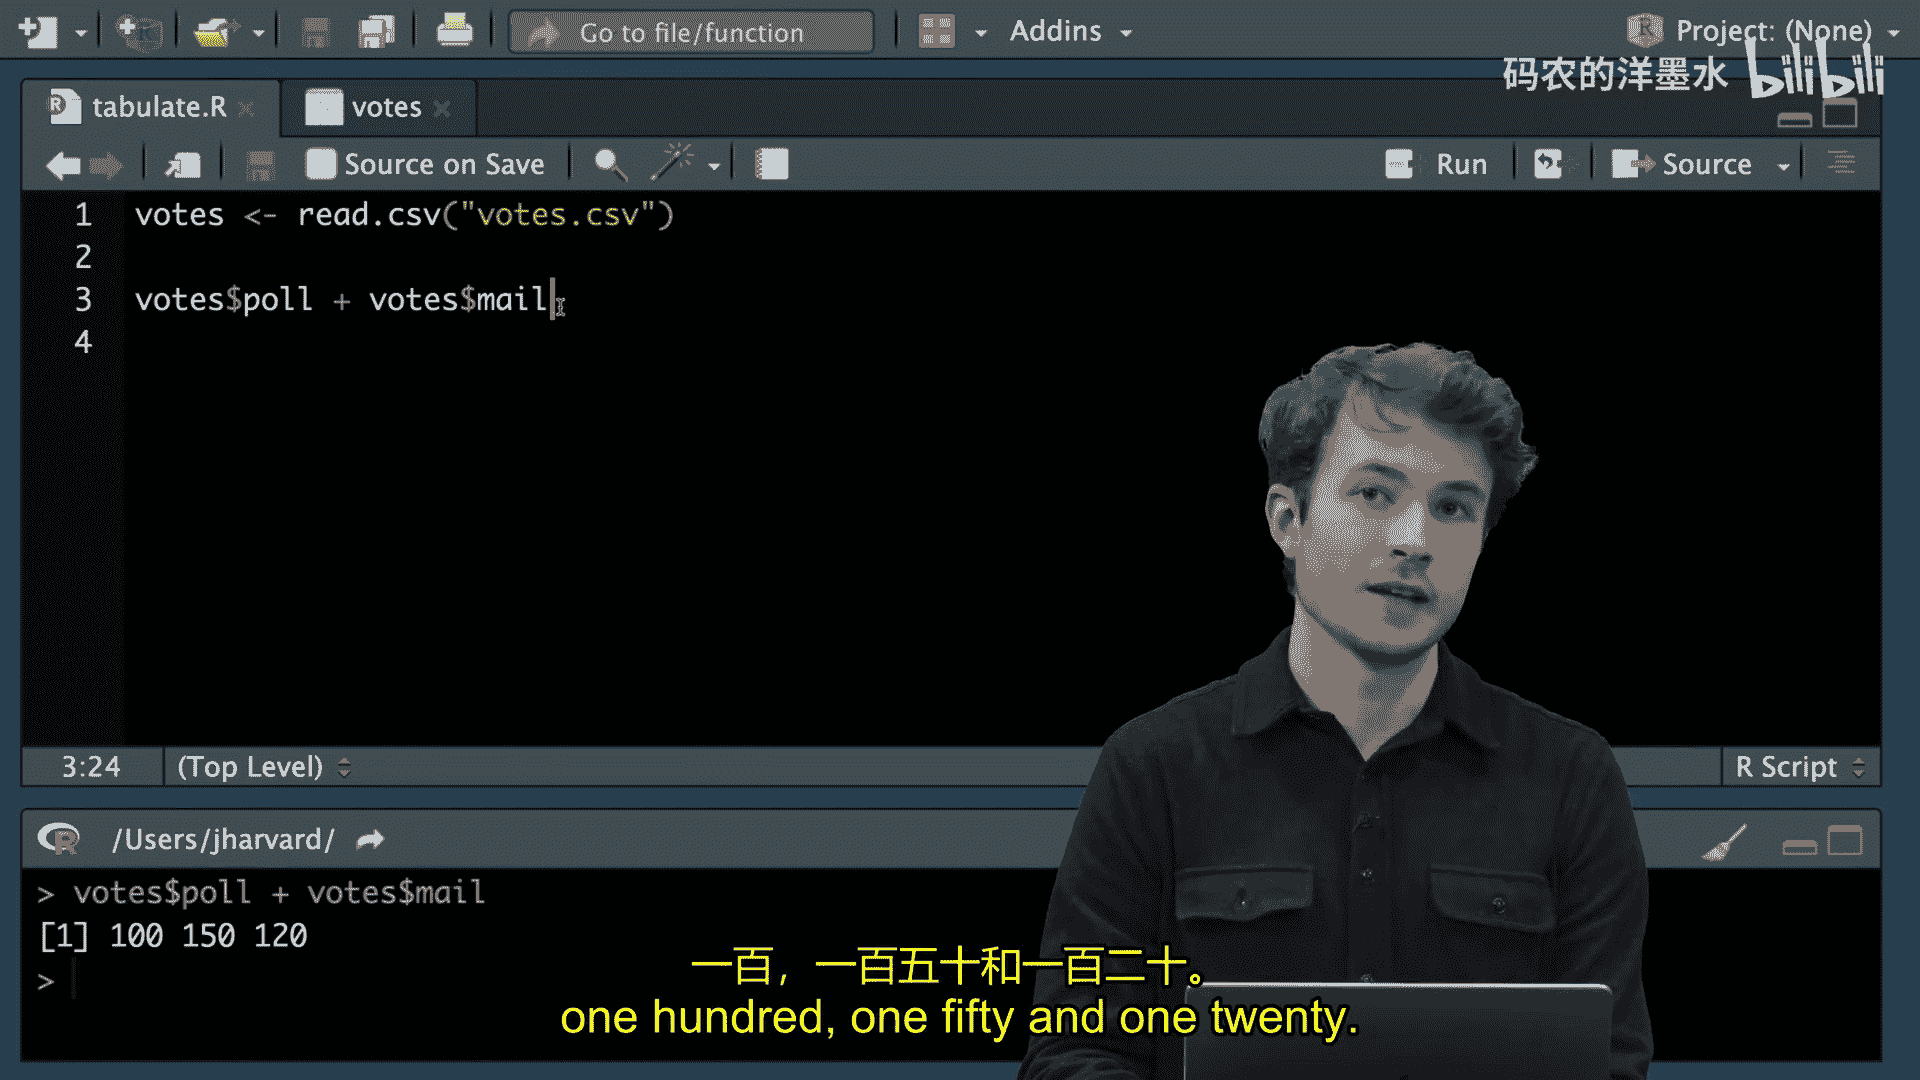 Go to file/function
Addins
Project: (None)
码农的洋墨水 bilibili
tabulate.R
votes
Source on Save
Run
Source
1 votes <- read.csv("votes.csv")
2
3 votes$poll + votes$mail
4
3:24
(Top Level)
R Script
/Users/jharvard/
> votes$poll + votes$mail
[1] 100 150 120
>
一百，一百五十和一百二十。
one hundred, one fifty and one twenty.